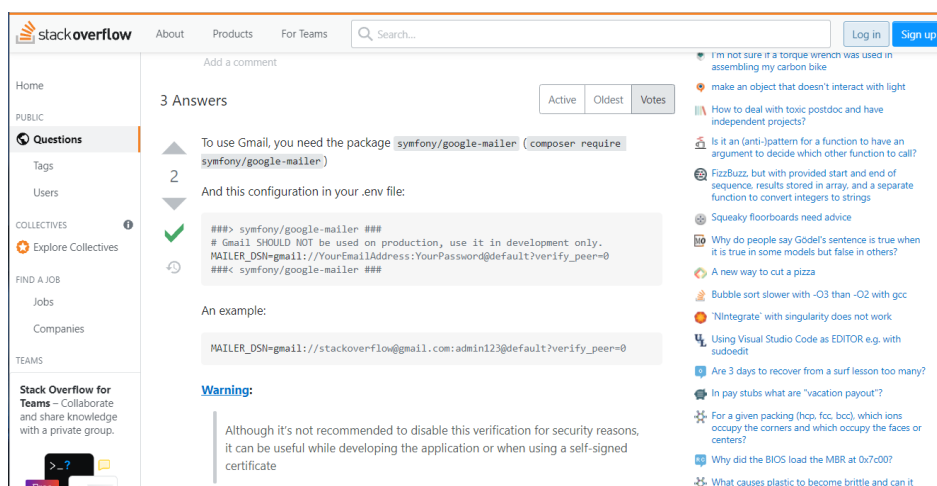 stack overflow
About
Products
For Teams
Search...
Log in
Sign up
Home
PUBLIC
Questions
Tags
Users
COLLECTIVES
Explore Collectives
FIND A JOB
Jobs
Companies
TEAMS
Stack Overflow for
Teams – Collaborate
and share knowledge
with a private group.
>_?
Add a comment
3 Answers
Active
Oldest
Votes
2
To use Gmail, you need the package symfony/google-mailer (composer require
symfony/google-mailer)
And this configuration in your .env file:
###> symfony/google-mailer ###
# Gmail SHOULD NOT be used on production, use it in development only.
MAILER_DSN=gmail://YourEmailAddress:YourPassword@default?verify_peer=0
###< symfony/google-mailer ###
An example:
MAILER_DSN=gmail://stackoverflow@gmail.com:admin123@default?verify_peer=0
Warning:
Although it's not recommended to disable this verification for security reasons,
it can be useful while developing the application or when using a self-signed
certificate
I'm not sure if a torque wrench was used in
assembling my carbon bike
make an object that doesn't interact with light
How to deal with toxic postdoc and have
independent projects?
Is it an (anti-)pattern for a function to have an
argument to decide which other function to call?
FizzBuzz, but with provided start and end of
sequence, results stored in array, and a separate
function to convert integers to strings
Squeaky floorboards need advice
MO
Why do people say Gödel's sentence is true when
it is true in some models but false in others?
A new way to cut a pizza
Bubble sort slower with -O3 than -O2 with gcc
`NIntegrate` with singularity does not work
Using Visual Studio Code as EDITOR e.g. with
sudoedit
Are 3 days to recover from a surf lesson too many?
In pay stubs what are "vacation payout"?
For a given packing (hcp, fcc, bcc), which ions
occupy the corners and which occupy the faces or
centers?
Why did the BIOS load the MBR at 0x7c00?
What causes plastic to become brittle and can it